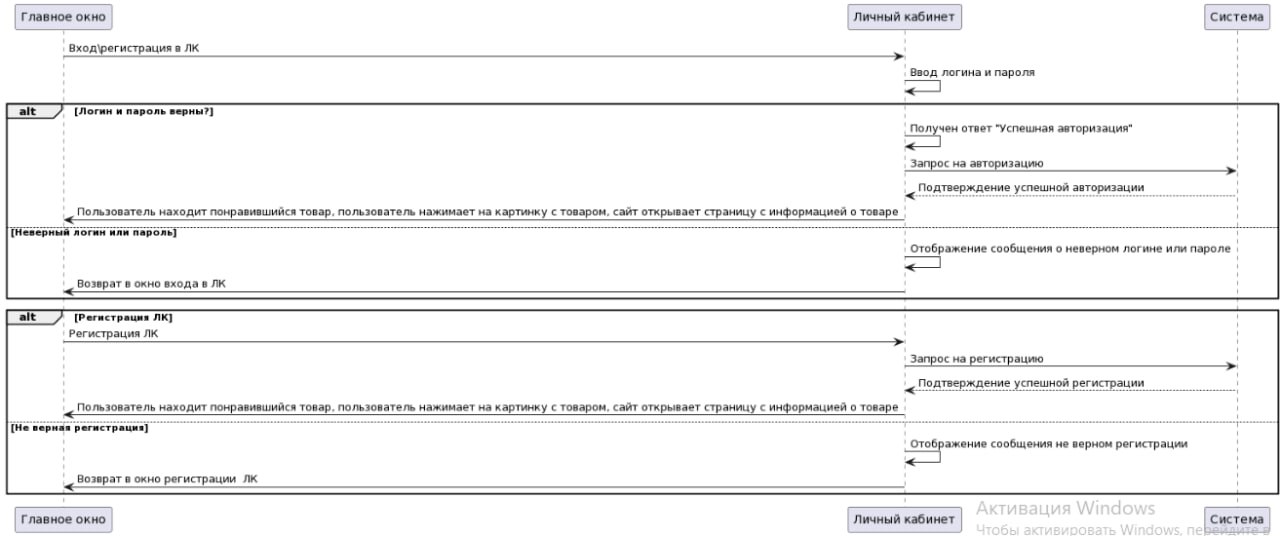 Главное окно
Личный кабинет
Система
Вход\регистрация в ЛК
Ввод логина и пароля
alt
[Логин и пароль верны?]
Получен ответ "Успешная авторизация"
Запрос на авторизацию
Подтверждение успешной авторизации
Пользователь находит понравившийся товар, пользователь нажимает на картинку с товаром, сайт открывает страницу с информацией о товаре
[Неверный логин или пароль]
Отображение сообщения о неверном логине или пароле
Возврат в окно входа в ЛК
alt
[Регистрация ЛК]
Регистрация ЛК
Запрос на регистрацию
Подтверждение успешной регистрации
Пользователь находит понравившийся товар, пользователь нажимает на картинку с товаром, сайт открывает страницу с информацией о товаре
[Не верная регистрация]
Отображение сообщения не верном регистрации
Возврат в окно регистрации  ЛК
Главное окно
Личный кабинет
Система
Активация Windows
Чтобы активировать Windows, перейдите в